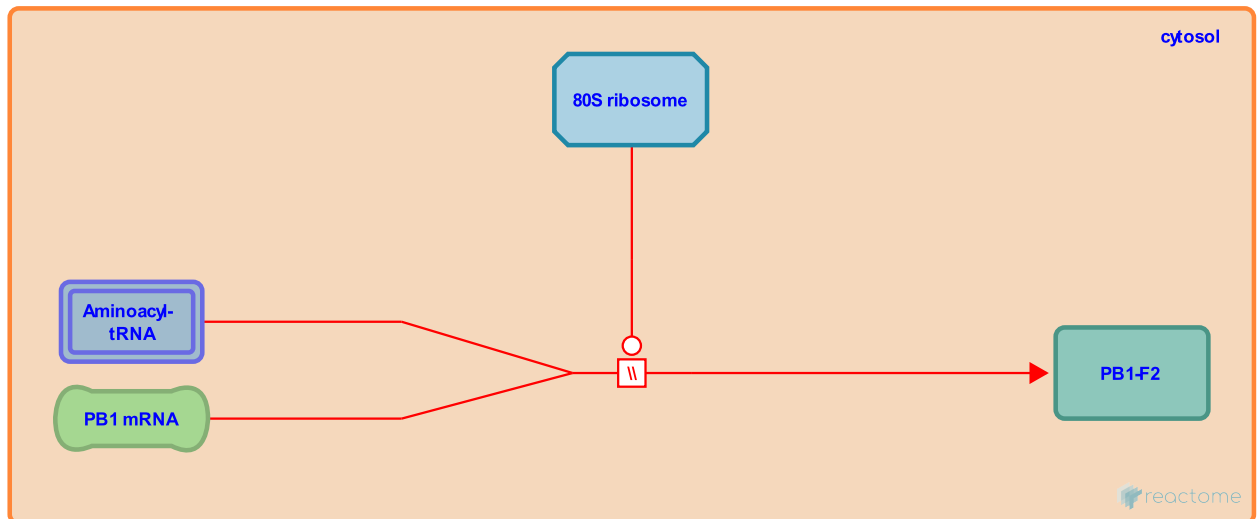 cytosol
80S ribosome
Aminoacyl-
tRNA
PB1 mRNA
\\
PB1-F2
reactome